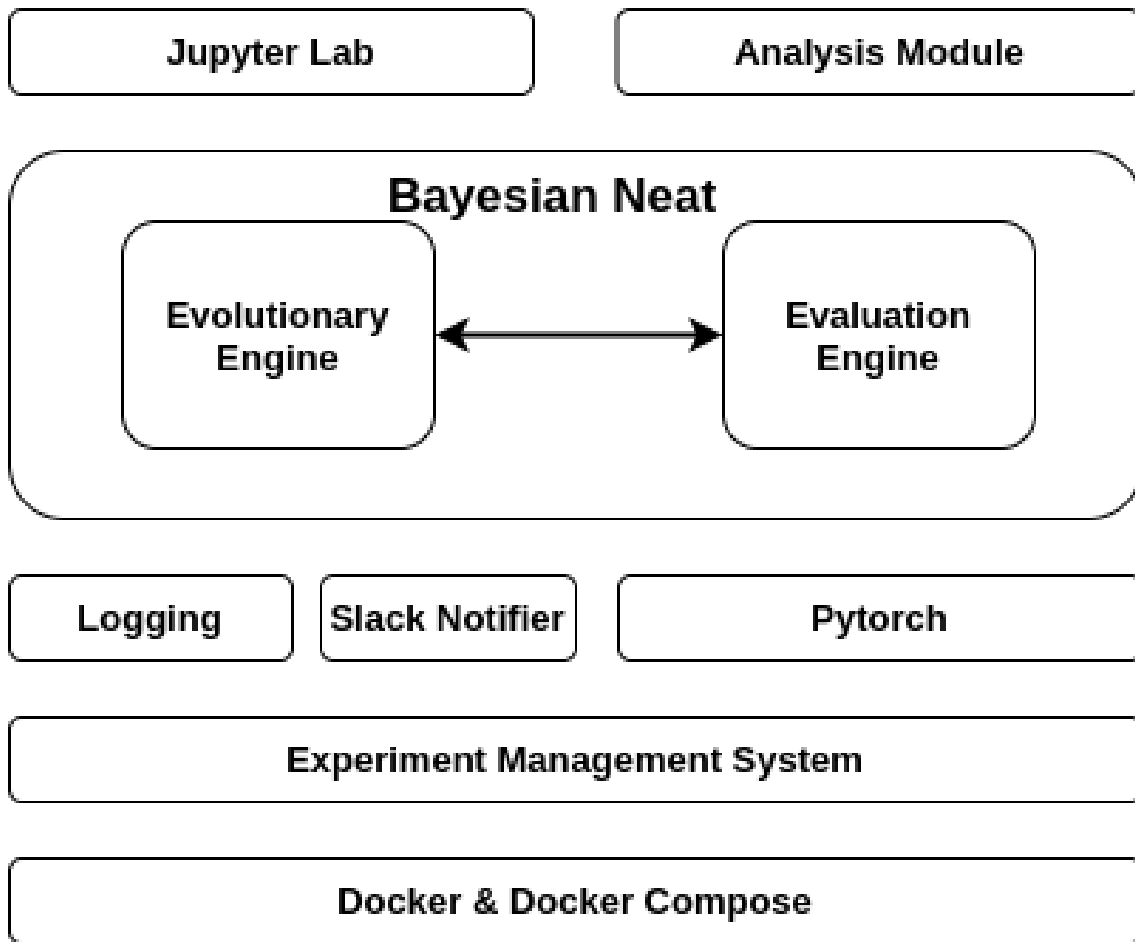 Jupyter Lab
Analysis Module
Bayesian Neat
Evolutionary
Engine
Evaluation
Engine
Logging
Slack Notifier
Pytorch
Experiment Management System
Docker & Docker Compose